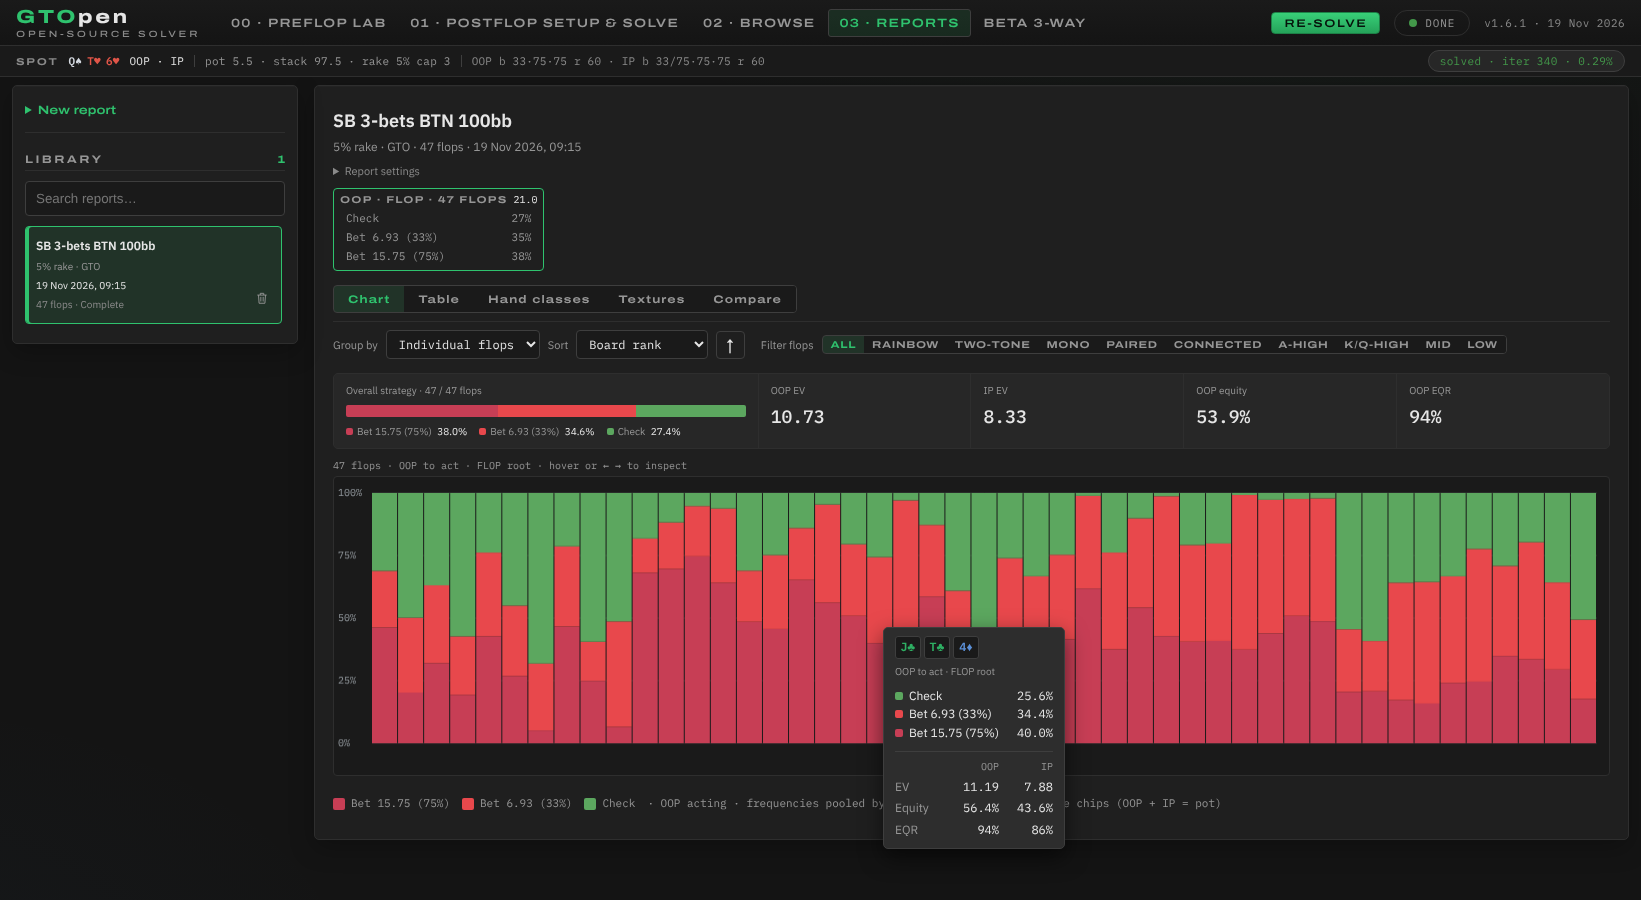 GTOpen
OPEN-SOURCE SOLVER
00 · PREFLOP LAB
01 · POSTFLOP SETUP & SOLVE
02 · BROWSE
03 · REPORTS
BETA 3-WAY
RE-SOLVE
DONE
v1.6.1 · 19 Nov 2026
SPOT Q♠ T♥ 6♥ OOP · IP
pot 5.5 · stack 97.5 · rake 5% cap 3
OOP b 33·75·75 r 60 · IP b 33/75·75·75 r 60
solved · iter 340 · 0.29%
New report
LIBRARY 1
Search reports…
SB 3-bets BTN 100bb
5% rake · GTO
19 Nov 2026, 09:15
47 flops · Complete
SB 3-bets BTN 100bb
5% rake · GTO · 47 flops · 19 Nov 2026, 09:15
Report settings
OOP · FLOP · 47 FLOPS 21.0
Check 27%
Bet 6.93 (33%) 35%
Bet 15.75 (75%) 38%
Chart Table Hand classes Textures Compare
Group by Individual flops Sort Board rank ↑ Filter flops ALL RAINBOW TWO-TONE MONO PAIRED CONNECTED A-HIGH K/Q-HIGH MID LOW
Overall strategy · 47 / 47 flops
Bet 15.75 (75%) 38.0% Bet 6.93 (33%) 34.6% Check 27.4%
OOP EV
10.73
IP EV
8.33
OOP equity
53.9%
OOP EQR
94%
47 flops · OOP to act · FLOP root · hover or ← → to inspect
100%
75%
50%
25%
0%
J♣ T♣ 4♦
OOP to act · FLOP root
Check 25.6%
Bet 6.93 (33%) 34.4%
Bet 15.75 (75%) 40.0%
OOP IP
EV 11.19 7.88
Equity 56.4% 43.6%
EQR 94% 86%
Bet 15.75 (75%) Bet 6.93 (33%) Check · OOP acting · frequencies pooled by
chips (OOP + IP = pot)